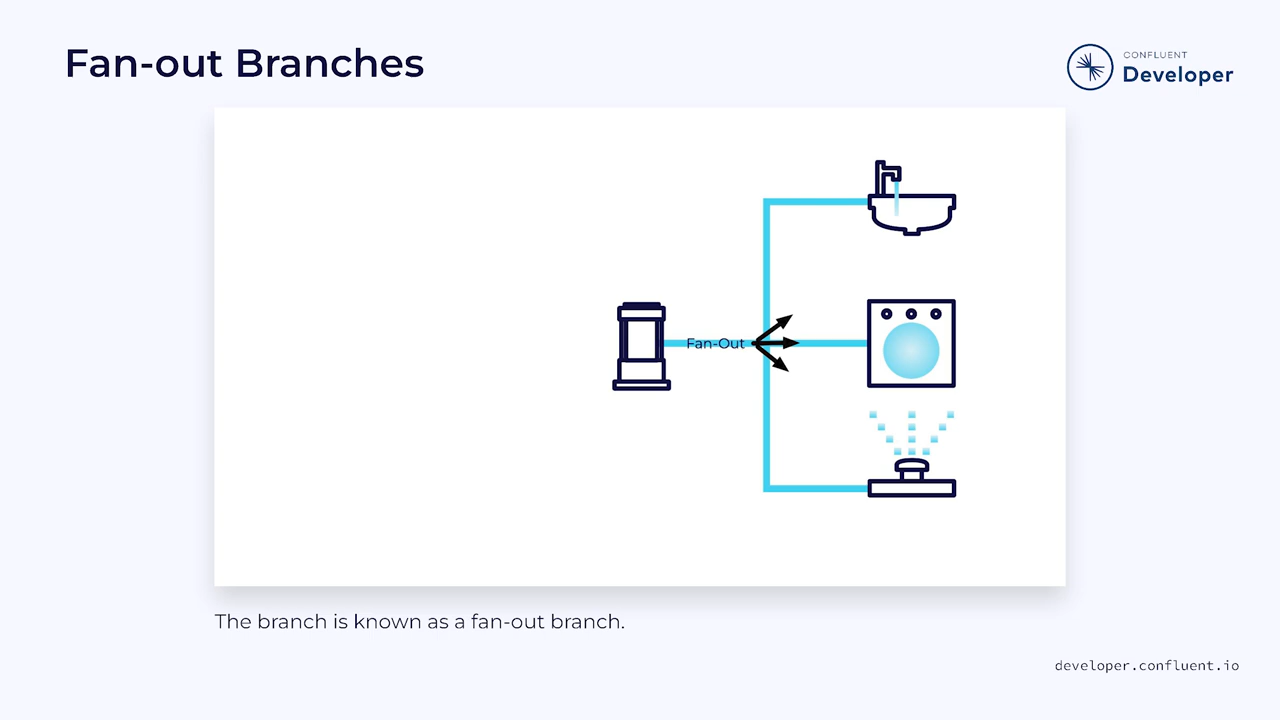 Fan-out Branches
CONFLUENT
Developer
Fan-Out
The branch is known as a fan-out branch.
developer.confluent.io